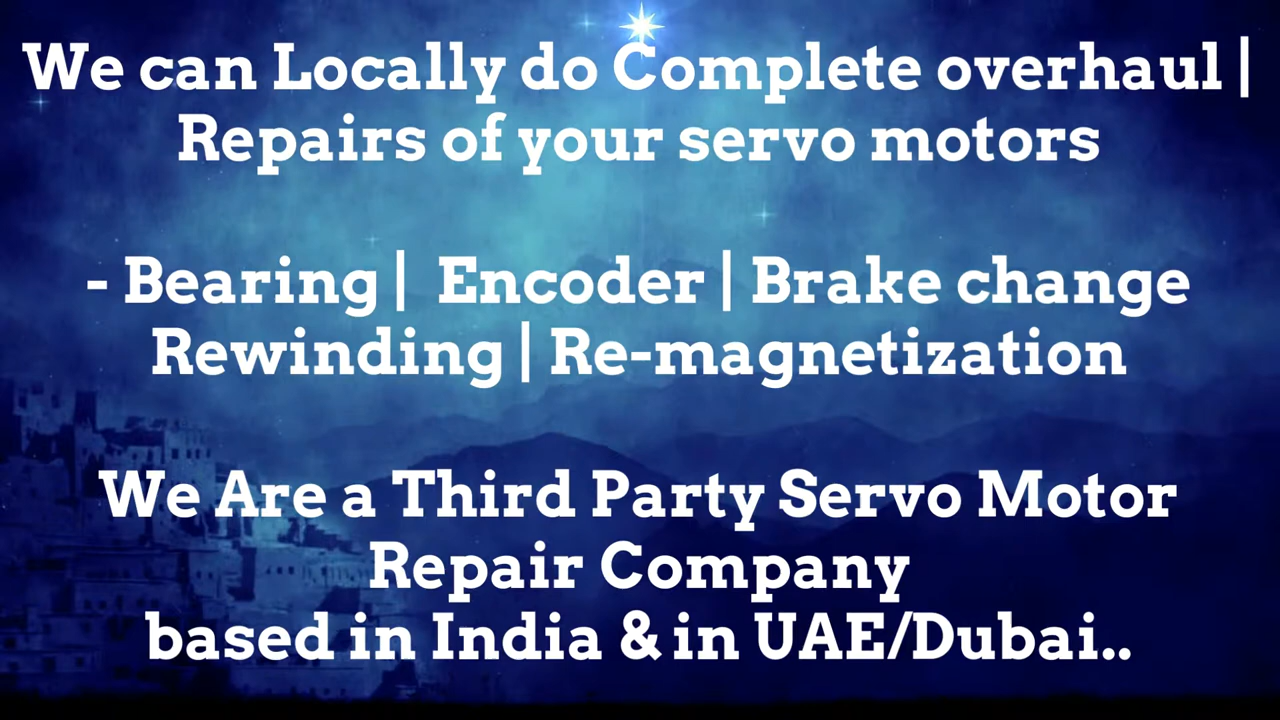 We can Locally do Complete overhaul |
Repairs of your servo motors
- Bearing | Encoder | Brake change
Rewinding | Re-magnetization
We Are a Third Party Servo Motor
Repair Company
based in India & in UAE/Dubai..